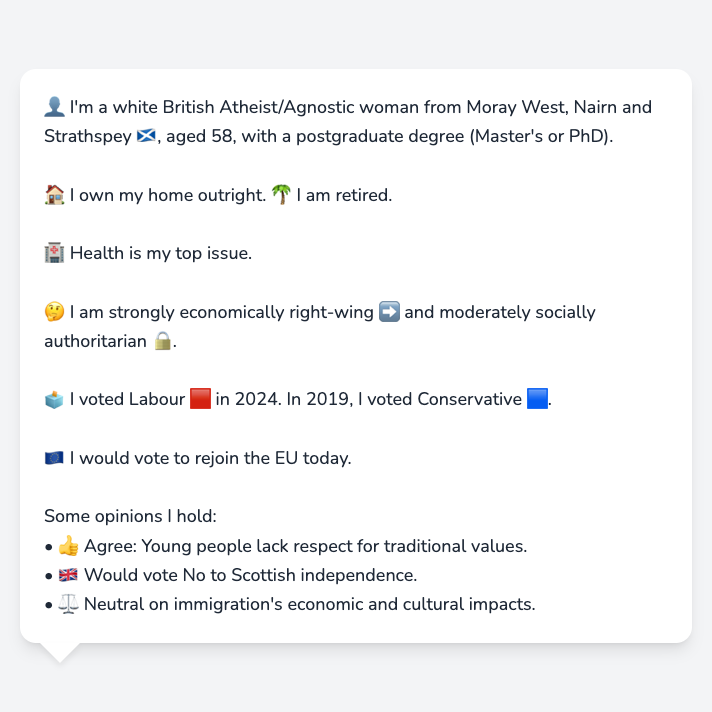 👤 I'm a white British Atheist/Agnostic woman from Moray West, Nairn and
Strathspey 🏴󠁧󠁢󠁳󠁣󠁴󠁿, aged 58, with a postgraduate degree (Master's or PhD).
🏠 I own my home outright. 🌴 I am retired.
🏥 Health is my top issue.
🤔 I am strongly economically right-wing ➡️ and moderately socially
authoritarian 🔒.
🗳️ I voted Labour 🟥 in 2024. In 2019, I voted Conservative 🟦.
🇪🇺 I would vote to rejoin the EU today.
Some opinions I hold:
• 👍 Agree: Young people lack respect for traditional values.
• 🇬🇧 Would vote No to Scottish independence.
• ⚖️ Neutral on immigration's economic and cultural impacts.